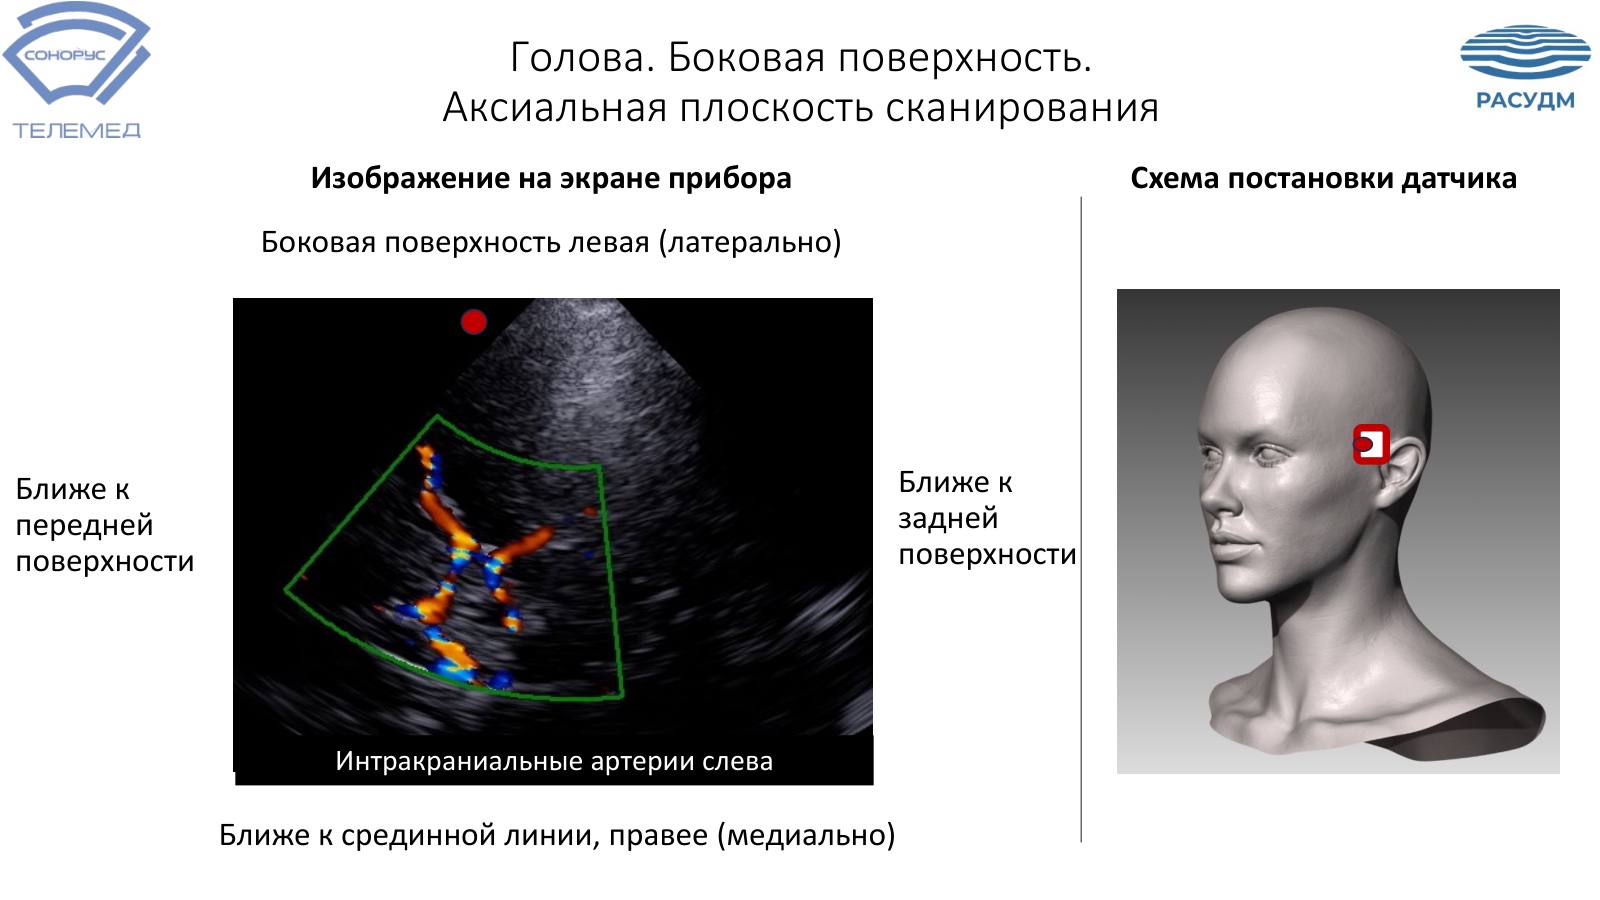 СОНОРУС
ТЕЛЕМЕД
Голова. Боковая поверхность.
Аксиальная плоскость сканирования
РАСУДМ
Изображение на экране прибора
Схема постановки датчика
Боковая поверхность левая (латерально)
Ближе к
передней
поверхности
Ближе к
задней
поверхности
Интракраниальные артерии слева
Ближе к срединной линии, правее (медиально)